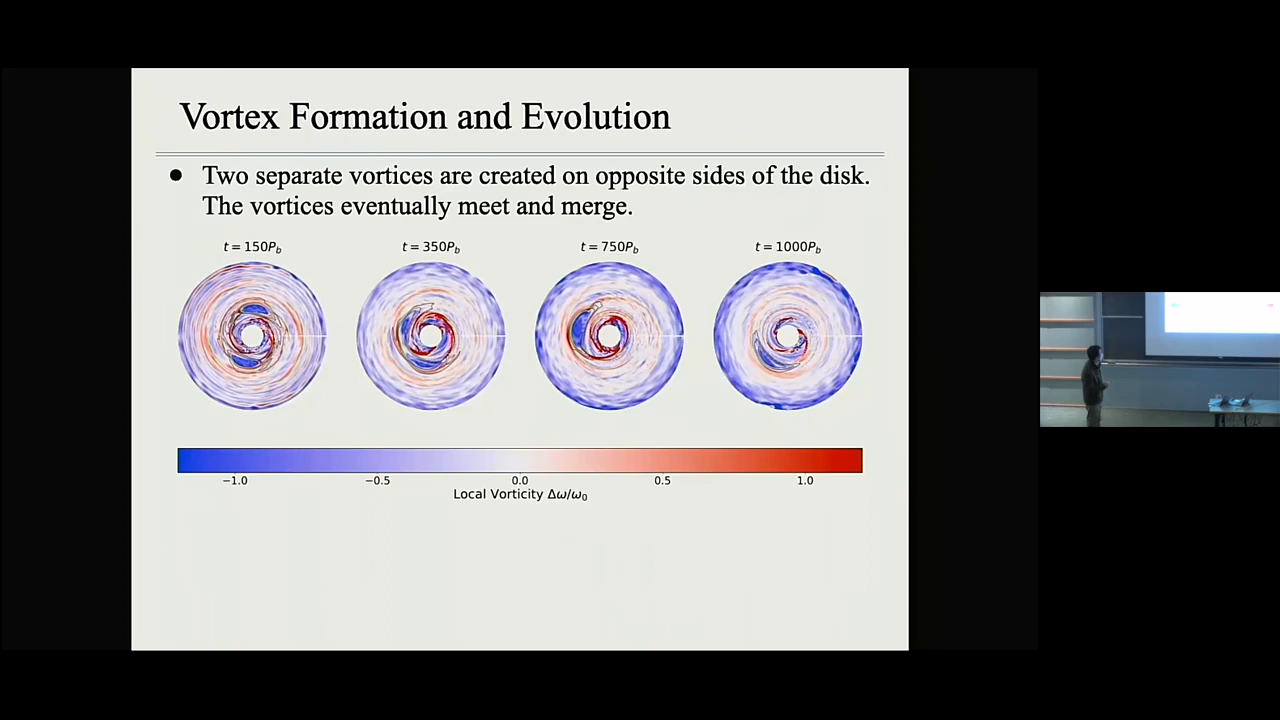 Vortex Formation and Evolution
● Two separate vortices are created on opposite sides of the disk.
The vortices eventually meet and merge.
t = 150P_b t = 350P_b t = 750P_b t = 1000P_b
−1.0 −0.5 0.0 0.5 1.0
Local Vorticity Δω/ω₀